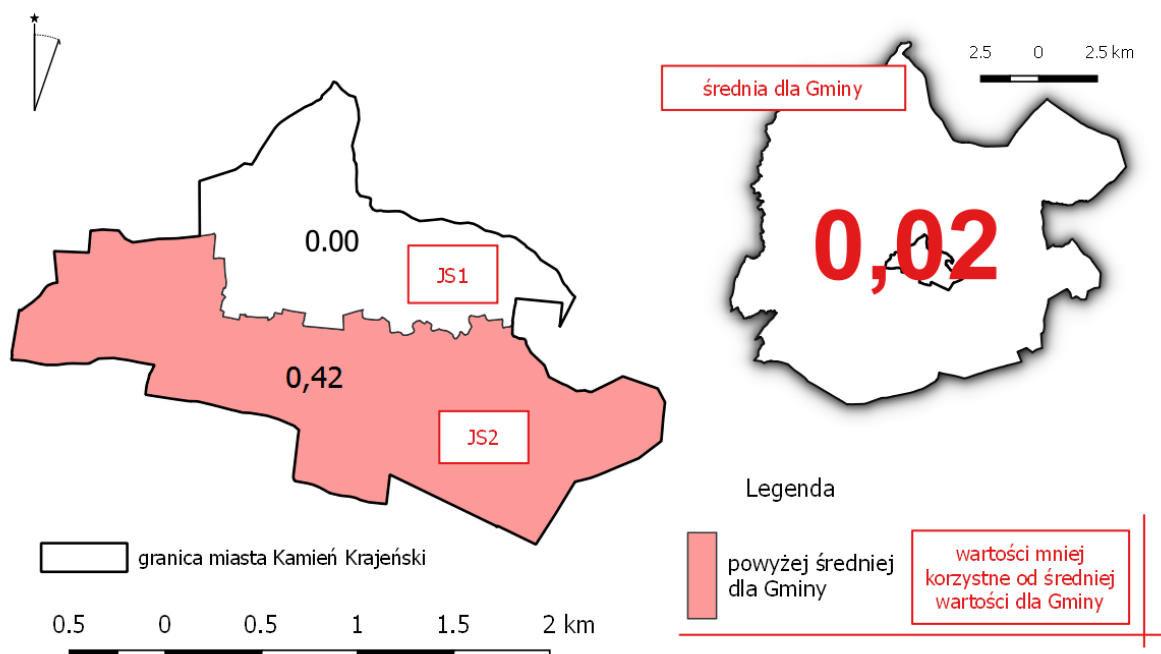 2.5 0 2.5 km
średnia dla Gminy
0.00
JS1
0,02
0,42
JS2
Legenda
granica miasta Kamień Krajeński
powyżej średniej
dla Gminy
wartości mniej
korzystne od średniej
wartości dla Gminy
0.5 0 0.5 1 1.5 2 km